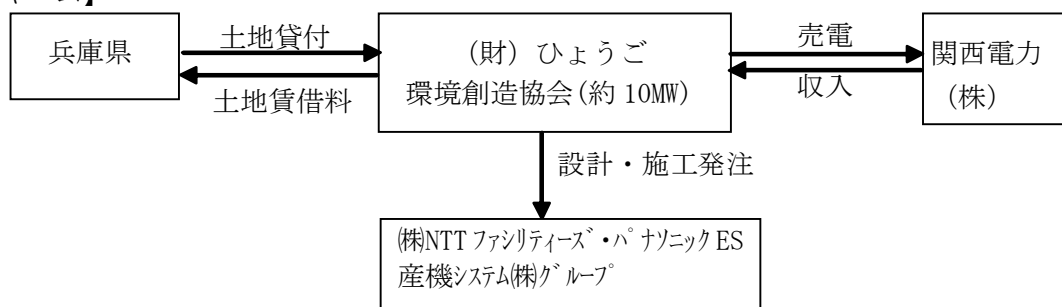 兵庫県
土地貸付
土地賃借料
(財)ひょうご
環境創造協会(約 10MW)
売電
収入
関西電力
(株)
設計・施工発注
㈱NTT ファシリティーズ・パナソニック ES
産機システム㈱グループ